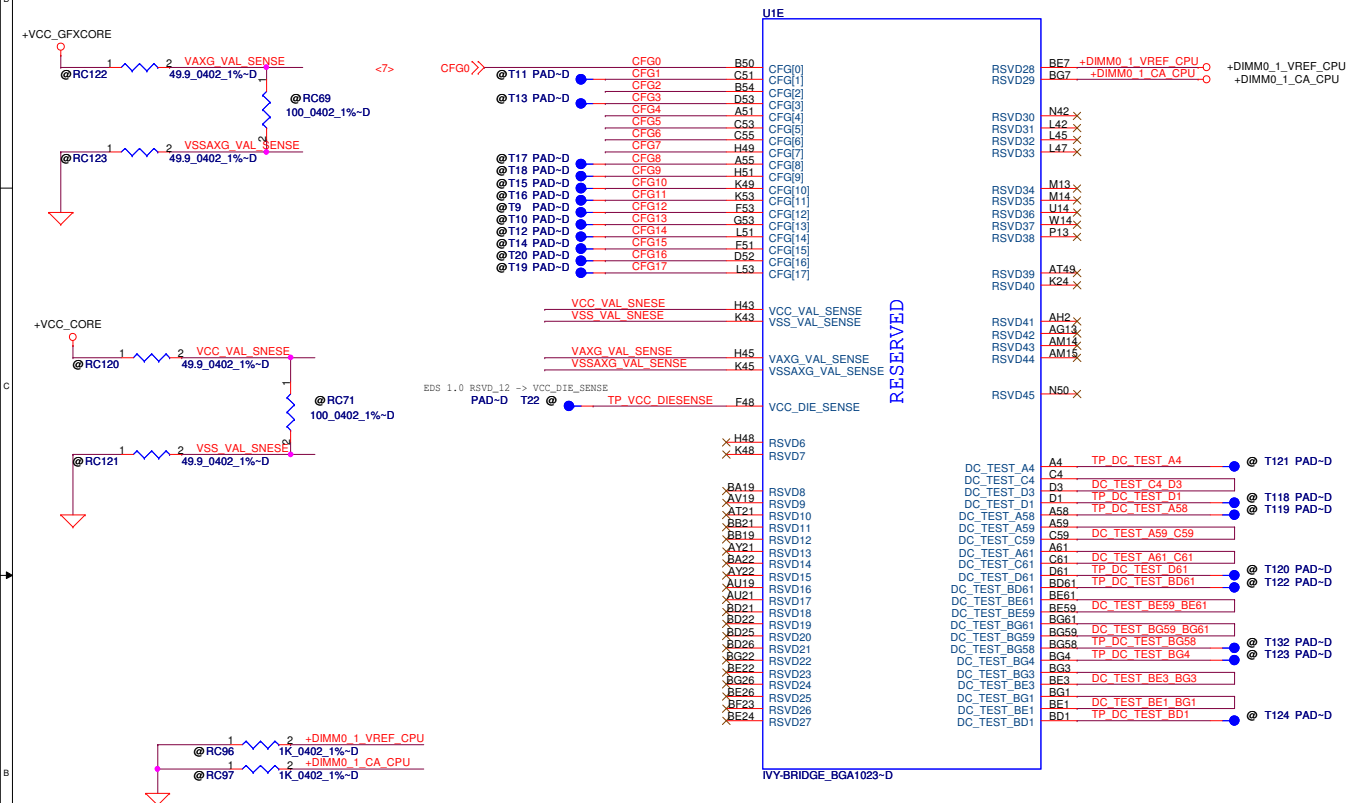 U1E
+VCC_GFXCORE
1 2 VAXG_VAL_SENSE
@RC122 49.9_0402_1%~D
1
@RC69
100_0402_1%~D
2
1 2 VSSAXG_VAL_SENSE
@RC123 49.9_0402_1%~D
<7> CFG0
CFG0 B50 CFG[0]
@T11 PAD~D CFG1 C51 CFG[1]
CFG2 B54 CFG[2]
@T13 PAD~D CFG3 D53 CFG[3]
CFG4 A51 CFG[4]
CFG5 C53 CFG[5]
CFG6 C55 CFG[6]
CFG7 H49 CFG[7]
@T17 PAD~D CFG8 A55 CFG[8]
@T18 PAD~D CFG9 H51 CFG[9]
@T15 PAD~D CFG10 K49 CFG[10]
@T16 PAD~D CFG11 K53 CFG[11]
@T9 PAD~D CFG12 F53 CFG[12]
@T10 PAD~D CFG13 G53 CFG[13]
@T12 PAD~D CFG14 L51 CFG[14]
@T14 PAD~D CFG15 F51 CFG[15]
@T20 PAD~D CFG16 D52 CFG[16]
@T19 PAD~D CFG17 L53 CFG[17]
VCC_VAL_SNESE H43 VCC_VAL_SENSE
VSS_VAL_SNESE K43 VSS_VAL_SENSE
VAXG_VAL_SENSE H45 VAXG_VAL_SENSE
VSSAXG_VAL_SENSE K45 VSSAXG_VAL_SENSE
EDS 1.0 RSVD_12 -> VCC_DIE_SENSE
PAD~D T22 @ TP_VCC_DIESENSE F48 VCC_DIE_SENSE
H48 RSVD6
K48 RSVD7
BA19 RSVD8
AV19 RSVD9
AT21 RSVD10
BB21 RSVD11
BB19 RSVD12
AY21 RSVD13
BA22 RSVD14
AY22 RSVD15
AU19 RSVD16
AU21 RSVD17
BD21 RSVD18
BD22 RSVD19
BD25 RSVD20
BD26 RSVD21
BG22 RSVD22
BE22 RSVD23
BG26 RSVD24
BE26 RSVD25
BF23 RSVD26
BE24 RSVD27
RESERVED
RSVD28 BE7 +DIMM0_1_VREF_CPU +DIMM0_1_VREF_CPU
RSVD29 BG7 +DIMM0_1_CA_CPU +DIMM0_1_CA_CPU
RSVD30 N42
RSVD31 L42
RSVD32 L45
RSVD33 L47
RSVD34 M13
RSVD35 M14
RSVD36 U14
RSVD37 W14
RSVD38 P13
RSVD39 AT49
RSVD40 K24
RSVD41 AH2
RSVD42 AG13
RSVD43 AM14
RSVD44 AM15
RSVD45 N50
DC_TEST_A4 A4 TP_DC_TEST_A4 @ T121 PAD~D
DC_TEST_C4 C4
DC_TEST_D3 D3 DC_TEST_C4_D3
DC_TEST_D1 D1 TP_DC_TEST_D1 @ T118 PAD~D
DC_TEST_A58 A58 TP_DC_TEST_A58 @ T119 PAD~D
DC_TEST_A59 A59
DC_TEST_C59 C59 DC_TEST_A59_C59
DC_TEST_A61 A61
DC_TEST_C61 C61 DC_TEST_A61_C61
DC_TEST_D61 D61 TP_DC_TEST_D61 @ T120 PAD~D
DC_TEST_BD61 BD61 TP_DC_TEST_BD61 @ T122 PAD~D
DC_TEST_BE61 BE61
DC_TEST_BE59 BE59 DC_TEST_BE59_BE61
DC_TEST_BG61 BG61
DC_TEST_BG59 BG59 DC_TEST_BG59_BG61
DC_TEST_BG58 BG58 TP_DC_TEST_BG58 @ T132 PAD~D
DC_TEST_BG4 BG4 TP_DC_TEST_BG4 @ T123 PAD~D
DC_TEST_BG3 BG3
DC_TEST_BE3 BE3 DC_TEST_BE3_BG3
DC_TEST_BG1 BG1
DC_TEST_BE1 BE1 DC_TEST_BE1_BG1
DC_TEST_BD1 BD1 TP_DC_TEST_BD1 @ T124 PAD~D
IVY-BRIDGE_BGA1023~D
+VCC_CORE
1 2 VCC_VAL_SNESE
@RC120 49.9_0402_1%~D
1
@RC71
100_0402_1%~D
2
1 2 VSS_VAL_SNESE
@RC121 49.9_0402_1%~D
C
1 2 +DIMM0_1_VREF_CPU
@RC96 1K_0402_1%~D
1 2 +DIMM0_1_CA_CPU
@RC97 1K_0402_1%~D
B